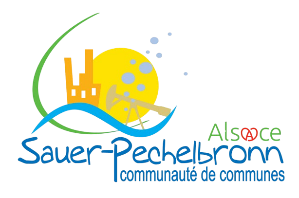 Alsace
Sauer-Pechelbronn
communauté de communes